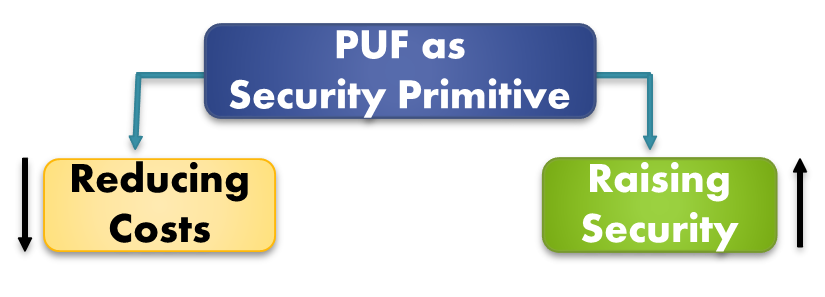 PUF as
Security Primitive
Reducing
Costs
Raising
Security